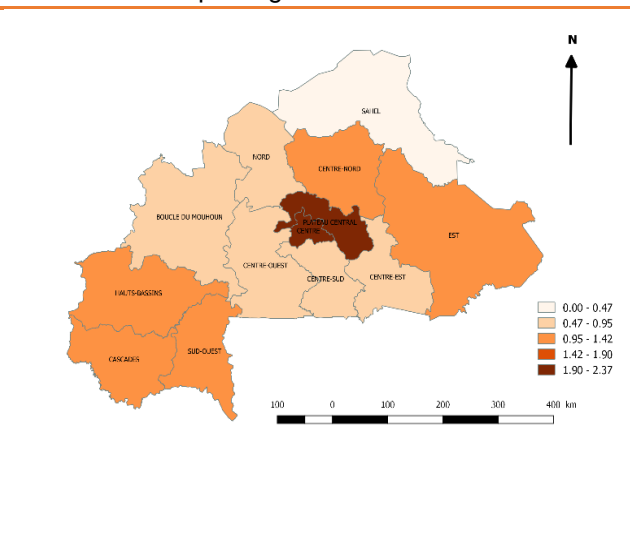 N
SAHEL
NORD
CENTRE-NORD
BOUCLE DU MOUHOUN
PLATEAU CENTRAL
CENTRE
EST
CENTRE-OUEST
CENTRE-SUD
CENTRE-EST
HAUTS-BASSINS
SUD-OUEST
CASCADES
0.00 - 0.47
0.47 - 0.95
0.95 - 1.42
1.42 - 1.90
1.90 - 2.37
100 0 100 200 300 400 km